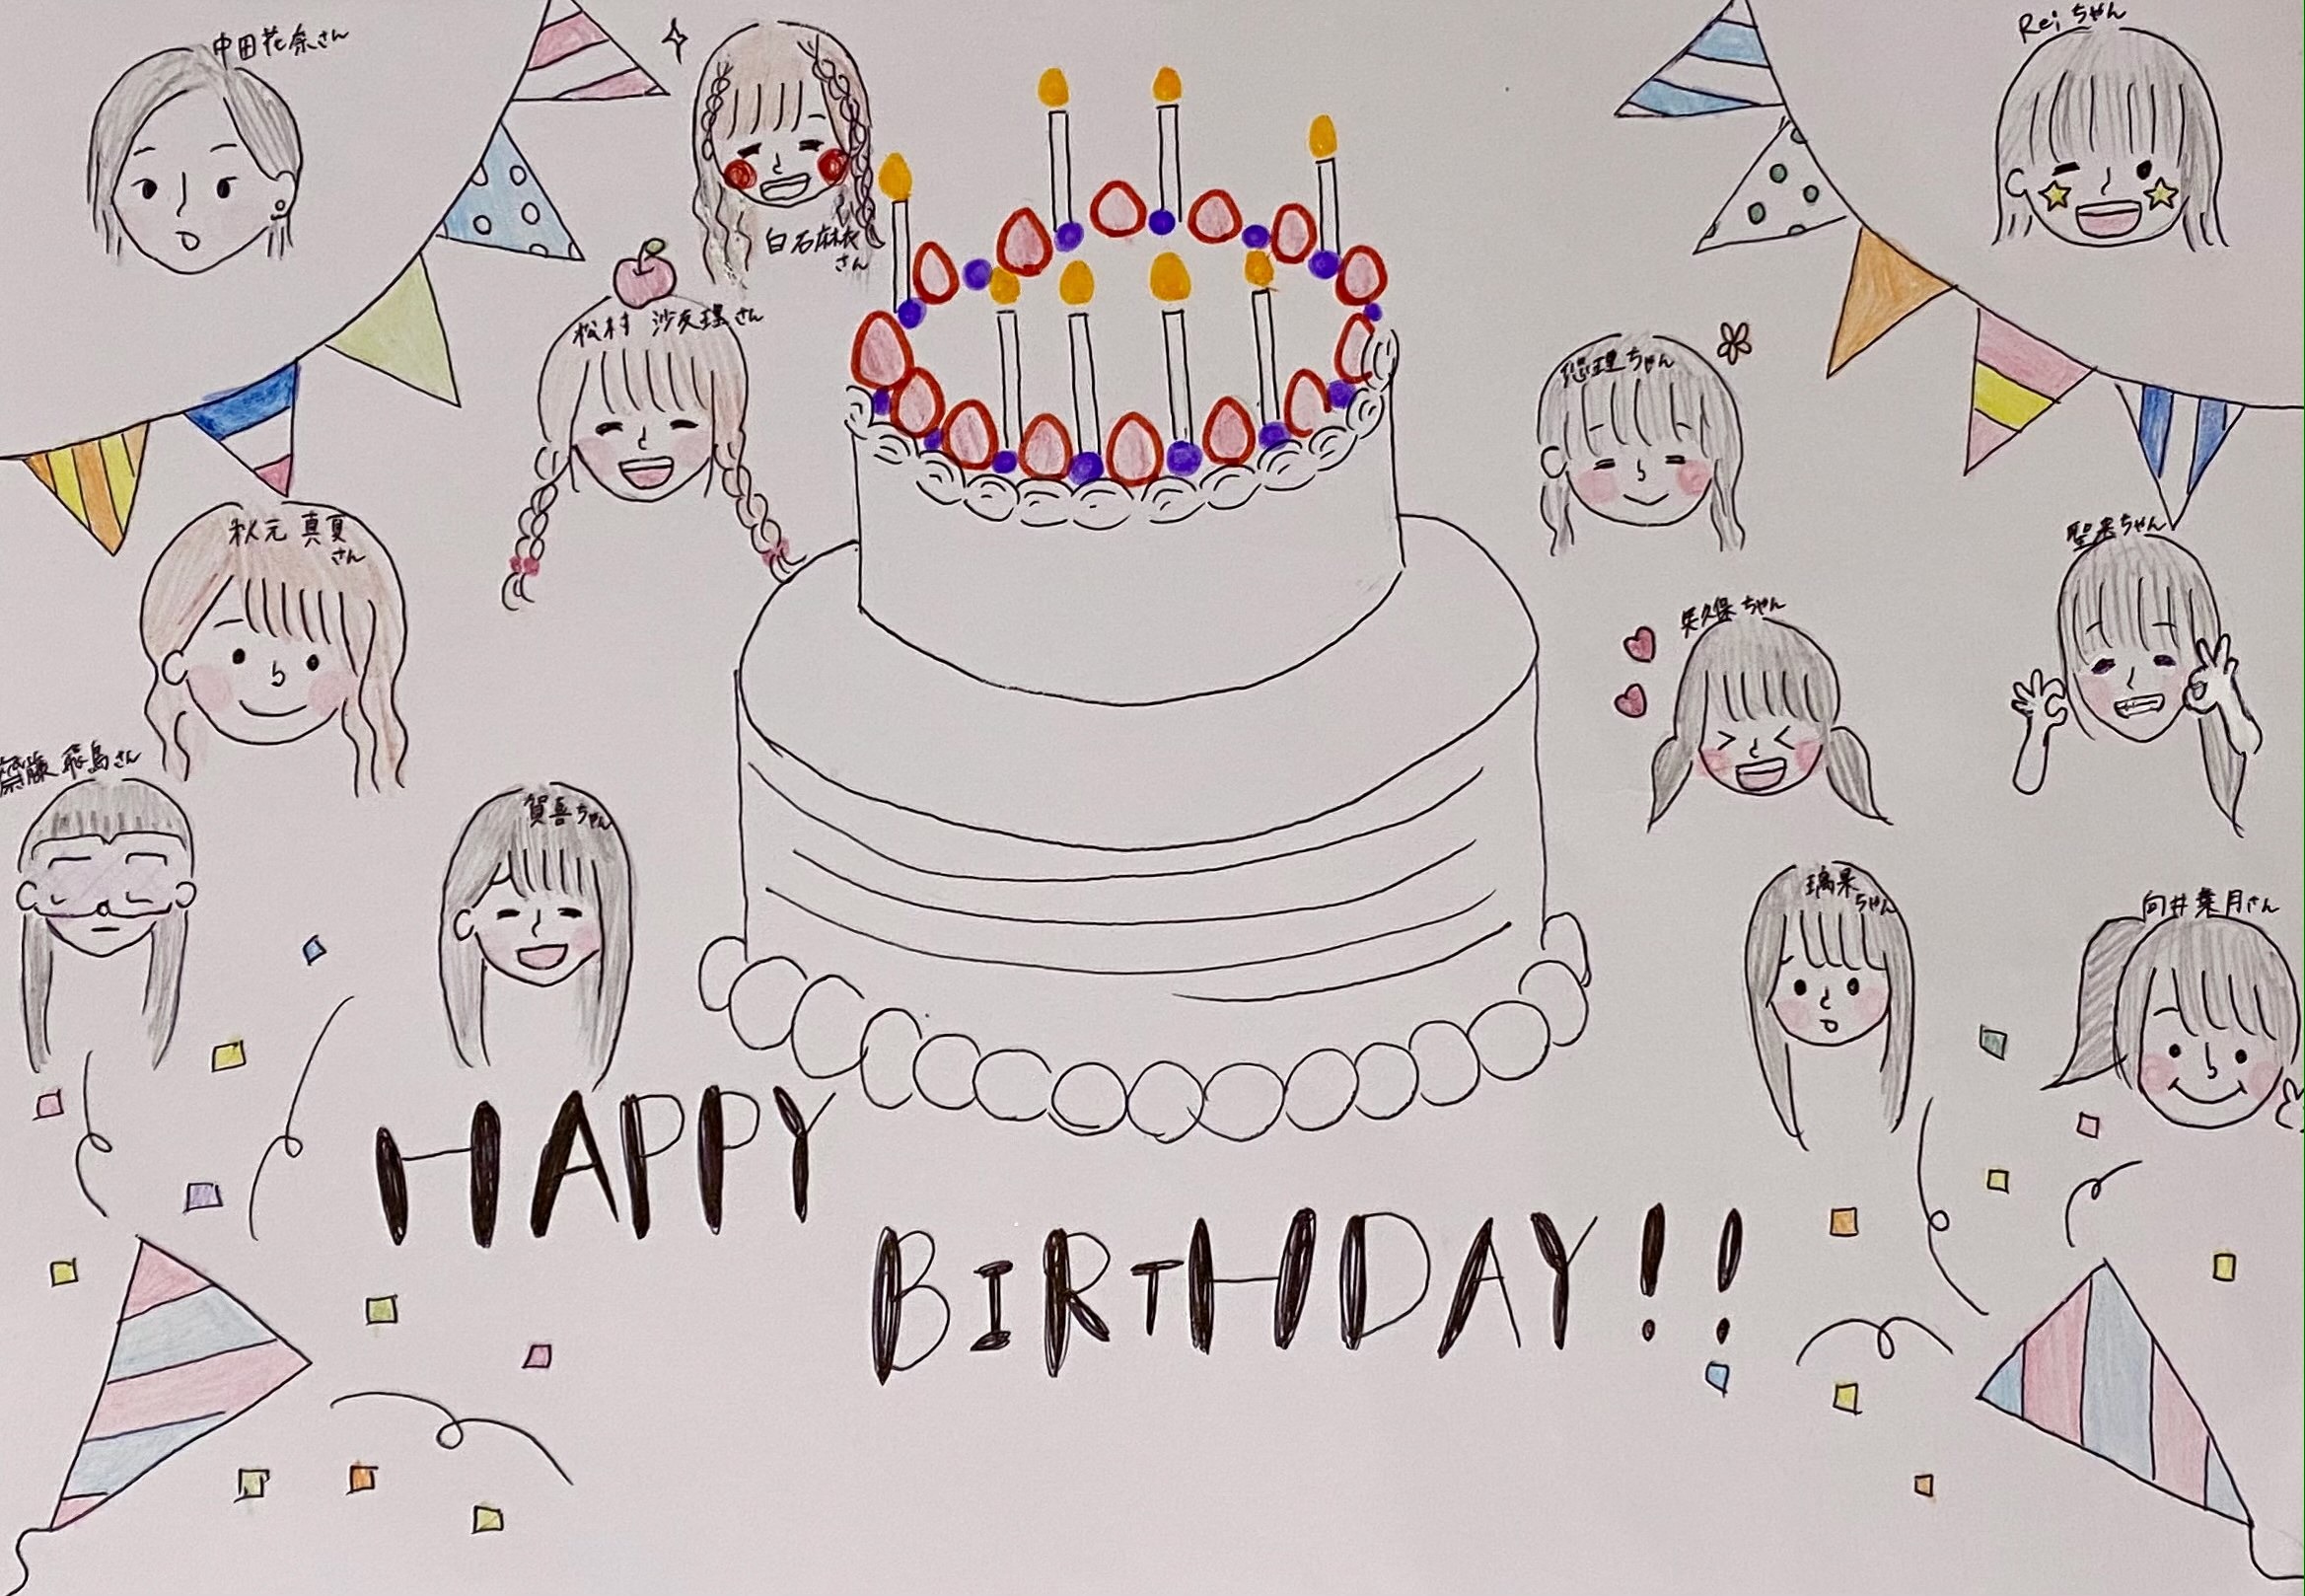 中田花奈さん
白石麻衣
さん
Reiちゃん
松村 沙友理さん
悠理ちゃん
秋元 真夏
さん
聖来ちゃん
矢久保ちゃん
齋藤 飛鳥さん
賀喜ちゃん
璃果
ちゃん
向井葉月さん
HAPPY
BIRTHDAY!!